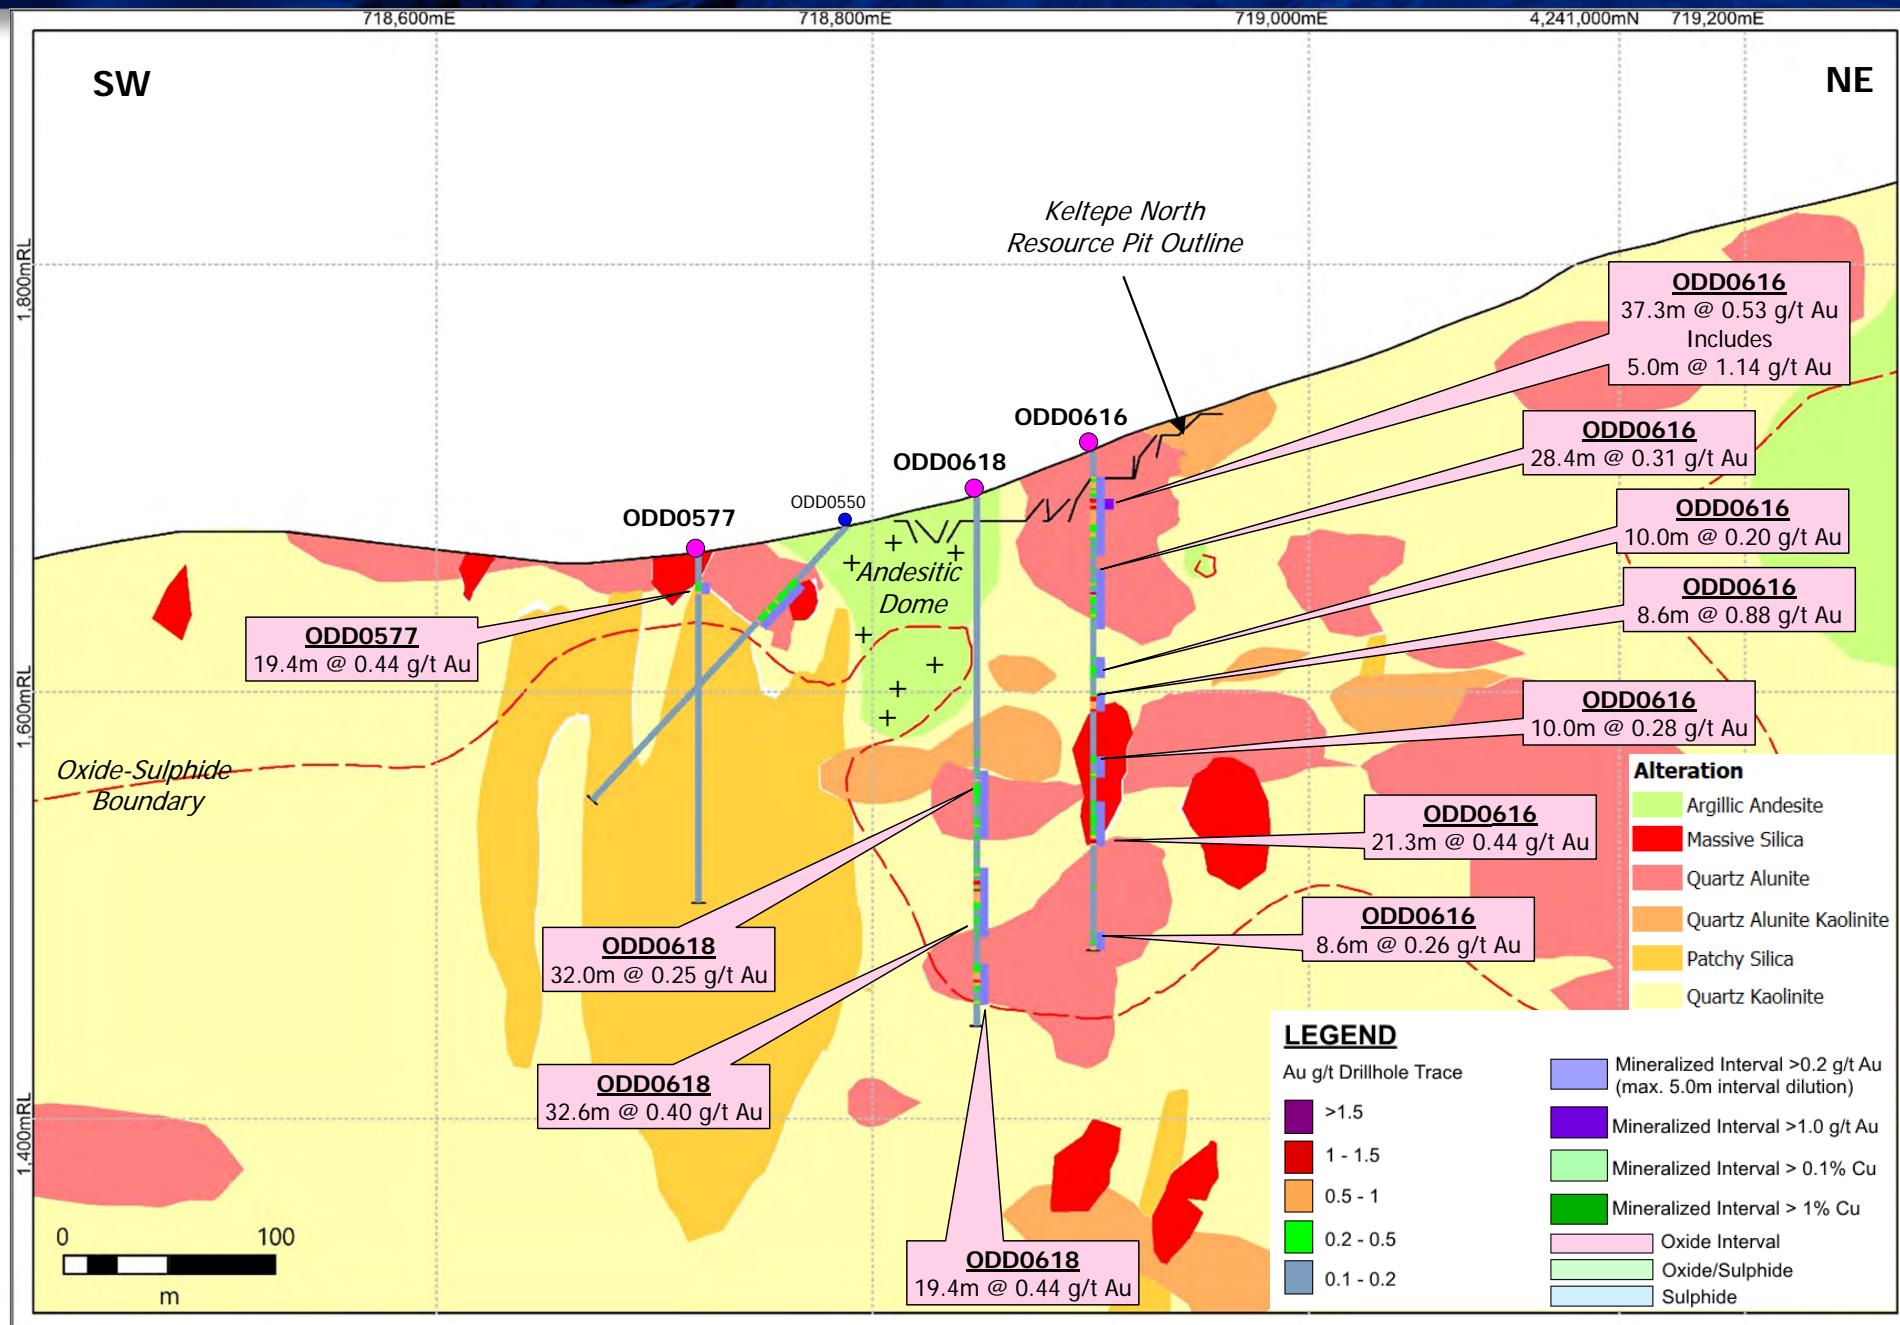 718,600mE
718,800mE
719,000mE
4,241,000mN
719,200mE
SW
NE
Keltepe North
Resource Pit Outline
1,800mRL
ODD0616
37.3m @ 0.53 g/t Au
Includes
5.0m @ 1.14 g/t Au
ODD0616
ODD0616
28.4m @ 0.31 g/t Au
ODD0618
ODD0550
ODD0577
ODD0616
10.0m @ 0.20 g/t Au
Andesitic
Dome
ODD0616
8.6m @ 0.88 g/t Au
ODD0577
19.4m @ 0.44 g/t Au
1,600mRL
ODD0616
10.0m @ 0.28 g/t Au
Oxide-Sulphide
Boundary
Alteration
Argillic Andesite
Massive Silica
Quartz Alunite
Quartz Alunite Kaolinite
Patchy Silica
Quartz Kaolinite
ODD0616
21.3m @ 0.44 g/t Au
ODD0616
8.6m @ 0.26 g/t Au
ODD0618
32.0m @ 0.25 g/t Au
ODD0618
32.6m @ 0.40 g/t Au
1,400mRL
LEGEND
Au g/t Drillhole Trace
>1.5
1 - 1.5
0.5 - 1
0.2 - 0.5
0.1 - 0.2
Mineralized Interval >0.2 g/t Au
(max. 5.0m interval dilution)
Mineralized Interval >1.0 g/t Au
Mineralized Interval > 0.1% Cu
Mineralized Interval > 1% Cu
Oxide Interval
Oxide/Sulphide
Sulphide
0 100
m
ODD0618
19.4m @ 0.44 g/t Au